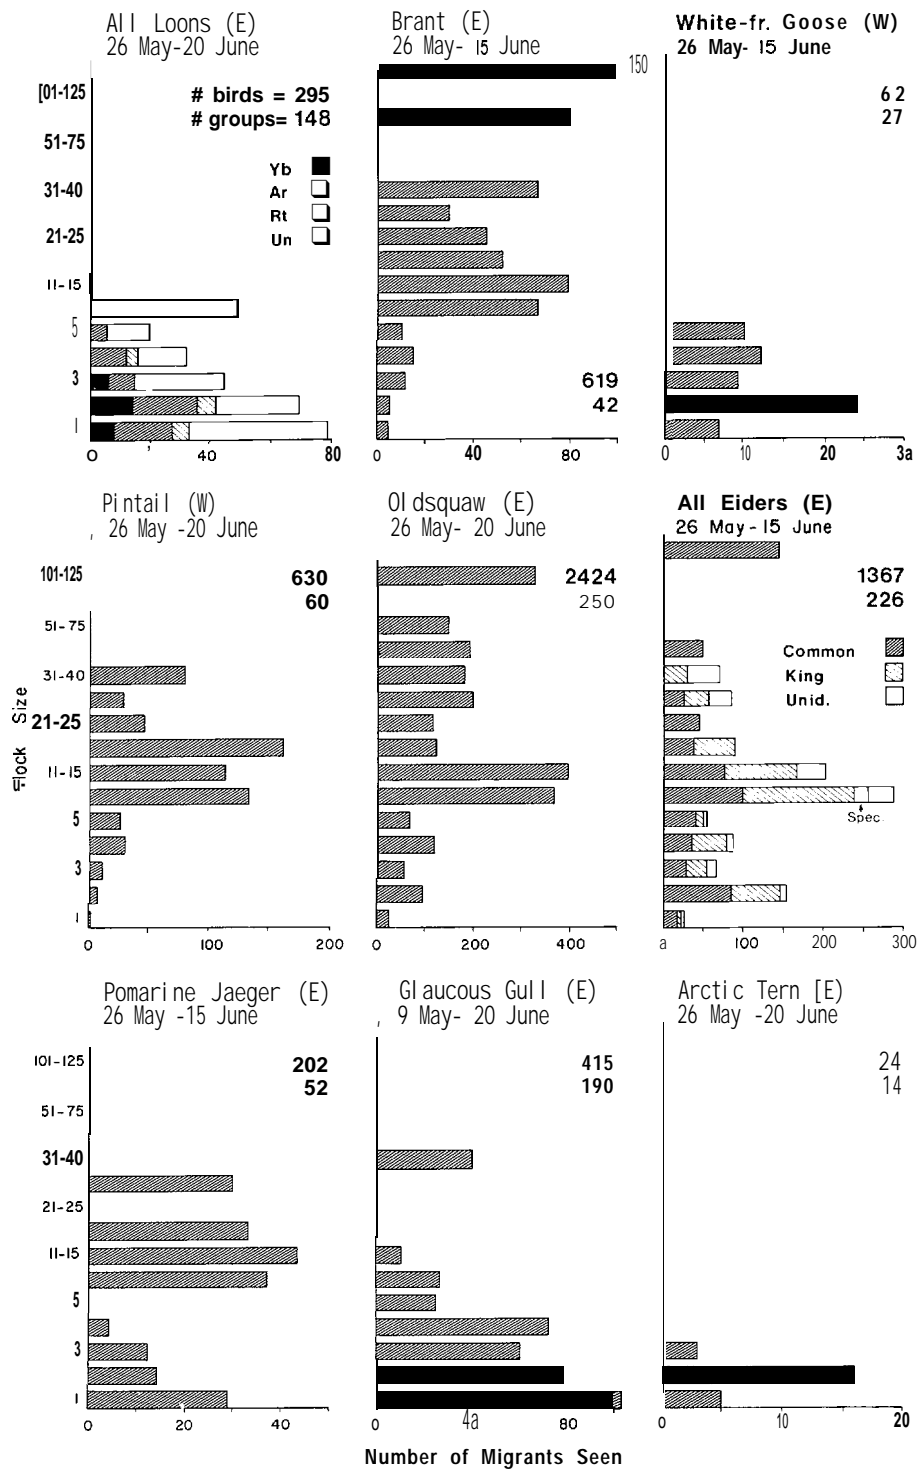 All Loons (E)
26 May-20 June
[01-125
# birds = 295
# groups= 148
51-75
Yb
31-40
Ar
Rt
21-25
Un
11-15
5
3
1
0 40 80
Brant (E)
26 May- 15 June
150
619
42
0 40 80
White-fr. Goose (W)
26 May- 15 June
62
27
0 10 20 3a
Pintail (W)
, 26 May -20 June
101-125
630
60
51-75
31-40
21-25
11-15
5
3
1
Flock Size
0 100 200
Oldsquaw (E)
26 May- 20 June
2424
250
0 200 400
All Eiders (E)
26 May-15 June
1367
226
Common
King
Unid.
Spec.
a 100 200 300
Pomarine Jaeger (E)
26 May -15 June
101-125
202
52
51-75
31-40
21-25
11-15
5
3
1
0 20 40
Glaucous Gull (E)
, 9 May- 20 June
415
190
0 4a 80
Arctic Tern [E)
26 May -20 June
24
14
0 10 20
Number of Migrants Seen